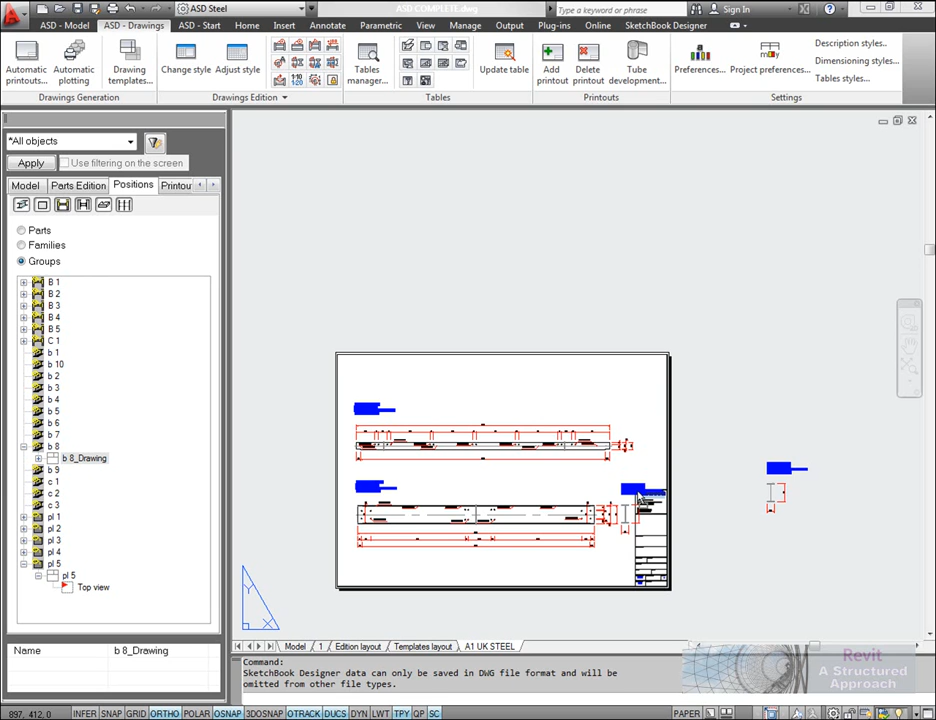 ASD Steel
ASD COMPLETE.dwg
Type a keyword or phrase
Sign In
ASD - Model
ASD - Drawings
ASD - Start
Home
Insert
Annotate
Parametric
View
Manage
Output
Plug-ins
Online
SketchBook Designer
Automatic printouts...
Automatic plotting
Drawing templates
Change style
Adjust style
Tables manager...
Update table
Add printout
Delete printout
Tube development...
Preferences...
Project preferences...
Description styles..
Dimensioning styles...
Tables styles...
Drawings Generation
Drawings Edition
Tables
Printouts
Settings
*All objects
Apply
Use filtering on the screen
Model
Parts Edition
Positions
Printou
Parts
Families
Groups
B 1
B 2
B 3
B 4
B 5
C 1
b 1
b 10
b 2
b 3
b 4
b 5
b 6
b 7
b 8
b 8_Drawing
b 9
c 1
c 2
c 3
pl 1
pl 2
pl 3
pl 4
pl 5
pl 5
Top view
Name
b 8_Drawing
Y
X
Model
1
Edition layout
Templates layout
A1 UK STEEL
Command:
SketchBook Designer data can only be saved in DWG file format and will be
omitted from other file types.
Revit
A Structured
Approach
897, 412, 0
INFER
SNAP
GRID
ORTHO
POLAR
OSNAP
3DOSNAP
OTRACK
DUCS
DYN
LWT
TPY
QP
SC
PAPER